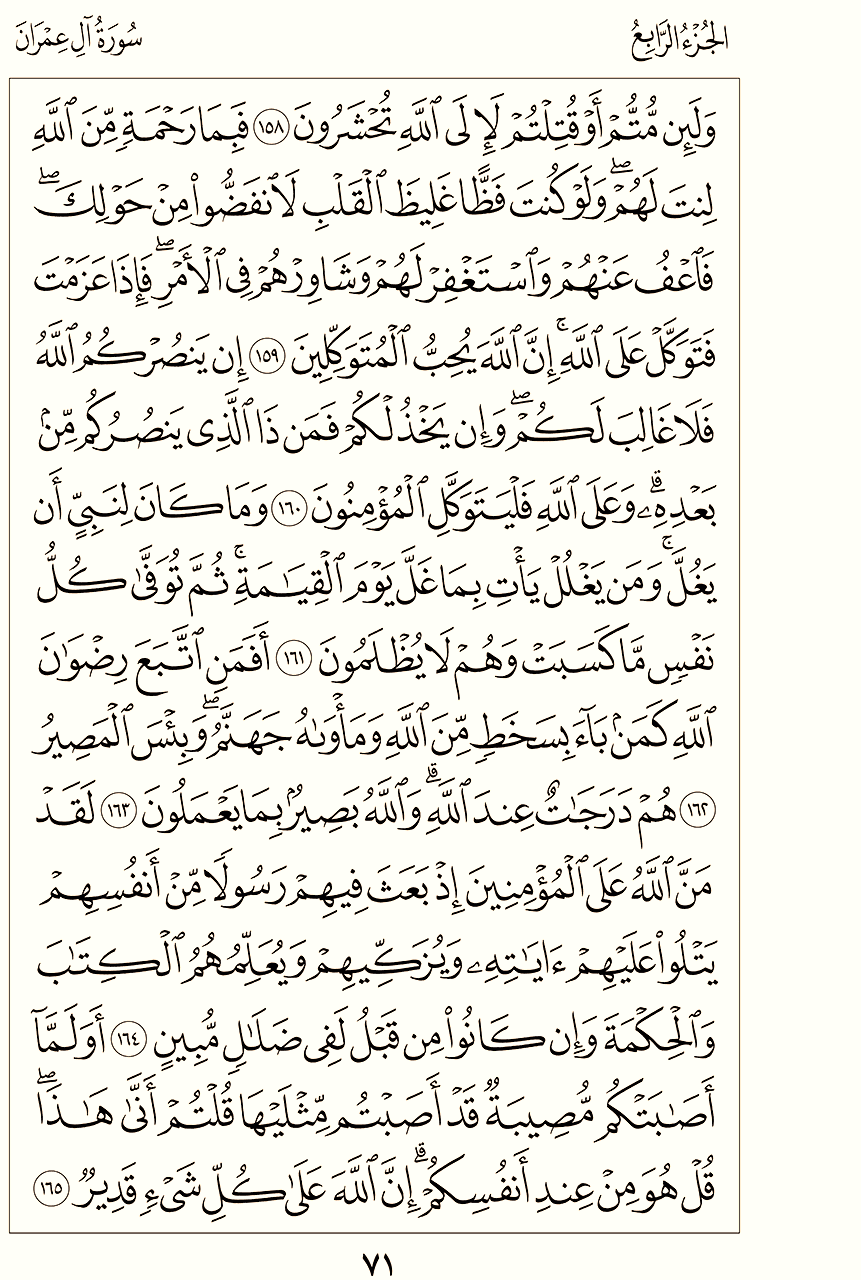 الجُزْءُ الرَّابِعُ
سُورَةُ آلِ عِمْرَانَ
وَلَئِن مُّتُّمْ أَوْ قُتِلْتُمْ لَإِلَى ٱللَّهِ تُحْشَرُونَ ١٥٨ فَبِمَا رَحْمَةٍ مِّنَ ٱللَّهِ
لِنتَ لَهُمْ ۖ وَلَوْ كُنتَ فَظًّا غَلِيظَ ٱلْقَلْبِ لَٱنفَضُّوا۟ مِنْ حَوْلِكَ ۖ
فَٱعْفُ عَنْهُمْ وَٱسْتَغْفِرْ لَهُمْ وَشَاوِرْهُمْ فِى ٱلْأَمْرِ ۖ فَإِذَا عَزَمْتَ
فَتَوَكَّلْ عَلَى ٱللَّهِ ۚ إِنَّ ٱللَّهَ يُحِبُّ ٱلْمُتَوَكِّلِينَ ١٥٩ إِن يَنصُرْكُمُ ٱللَّهُ
فَلَا غَالِبَ لَكُمْ ۖ وَإِن يَخْذُلْكُمْ فَمَن ذَا ٱلَّذِى يَنصُرُكُم مِّنۢ
بَعْدِهِۦ ۗ وَعَلَى ٱللَّهِ فَلْيَتَوَكَّلِ ٱلْمُؤْمِنُونَ ١٦٠ وَمَا كَانَ لِنَبِىٍّ أَن
يَغُلَّ ۚ وَمَن يَغْلُلْ يَأْتِ بِمَا غَلَّ يَوْمَ ٱلْقِيَـٰمَةِ ۚ ثُمَّ تُوَفَّىٰ كُلُّ
نَفْسٍ مَّا كَسَبَتْ وَهُمْ لَا يُظْلَمُونَ ١٦١ أَفَمَنِ ٱتَّبَعَ رِضْوَٰنَ
ٱللَّهِ كَمَنۢ بَآءَ بِسَخَطٍ مِّنَ ٱللَّهِ وَمَأْوَىٰهُ جَهَنَّمُ ۖ وَبِئْسَ ٱلْمَصِيرُ
١٦٢ هُمْ دَرَجَـٰتٌ عِندَ ٱللَّهِ ۗ وَٱللَّهُ بَصِيرٌۢ بِمَا يَعْمَلُونَ ١٦٣ لَقَدْ
مَنَّ ٱللَّهُ عَلَى ٱلْمُؤْمِنِينَ إِذْ بَعَثَ فِيهِمْ رَسُولًا مِّنْ أَنفُسِهِمْ
يَتْلُوا۟ عَلَيْهِمْ ءَايَـٰتِهِۦ وَيُزَكِّيهِمْ وَيُعَلِّمُهُمُ ٱلْكِتَـٰبَ
وَٱلْحِكْمَةَ وَإِن كَانُوا۟ مِن قَبْلُ لَفِى ضَلَـٰلٍ مُّبِينٍ ١٦٤ أَوَلَمَّآ
أَصَـٰبَتْكُم مُّصِيبَةٌ قَدْ أَصَبْتُم مِّثْلَيْهَا قُلْتُمْ أَنَّىٰ هَـٰذَا ۖ
قُلْ هُوَ مِنْ عِندِ أَنفُسِكُمْ ۗ إِنَّ ٱللَّهَ عَلَىٰ كُلِّ شَىْءٍ قَدِيرٌ ١٦٥
٧١